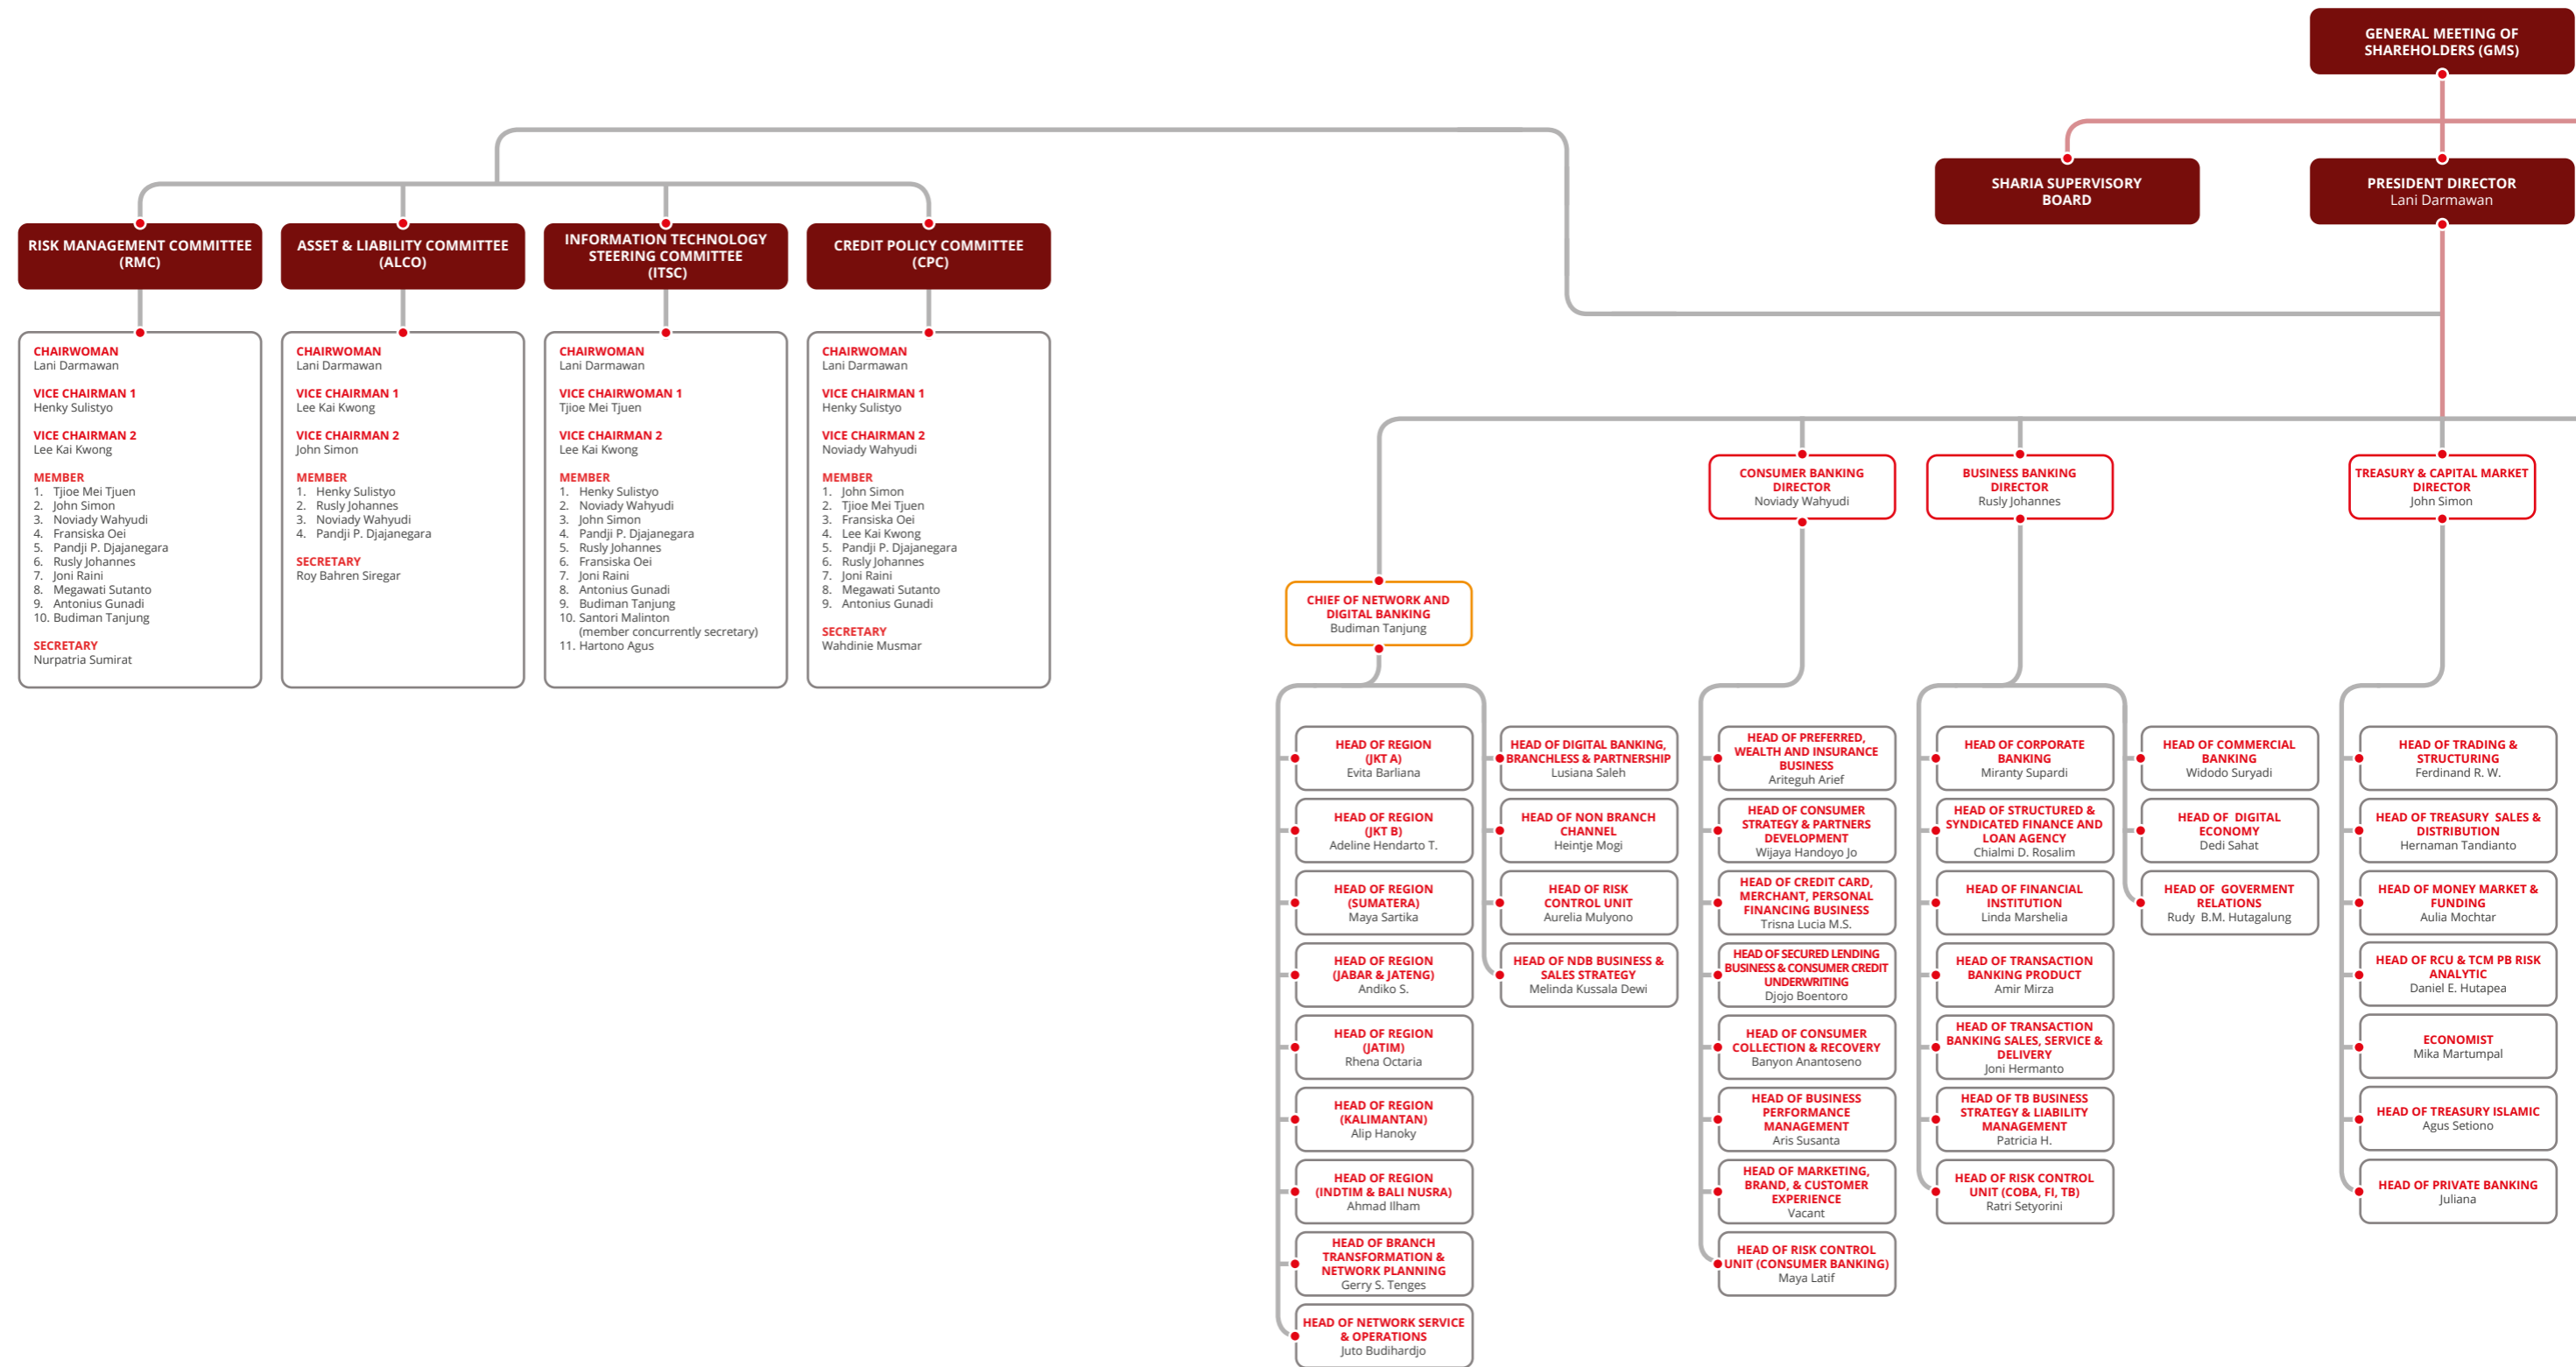 GENERAL MEETING OF
SHAREHOLDERS (GMS)
SHARIA SUPERVISORY
BOARD
PRESIDENT DIRECTOR
Lani Darmawan
RISK MANAGEMENT COMMITTEE
(RMC)
ASSET & LIABILITY COMMITTEE
(ALCO)
INFORMATION TECHNOLOGY
STEERING COMMITTEE
(ITSC)
CREDIT POLICY COMMITTEE
(CPC)
CHAIRWOMAN
Lani Darmawan
VICE CHAIRMAN 1
Henky Sulistyo
VICE CHAIRMAN 2
Lee Kai Kwong
MEMBER
1. Tjioe Mei Tjuen
2. John Simon
3. Noviady Wahyudi
4. Fransiska Oei
5. Pandji P. Djajanegara
6. Rusly Johannes
7. Joni Raini
8. Megawati Sutanto
9. Antonius Gunadi
10. Budiman Tanjung
SECRETARY
Nurpatria Sumirat
CHAIRWOMAN
Lani Darmawan
VICE CHAIRMAN 1
Lee Kai Kwong
VICE CHAIRMAN 2
John Simon
MEMBER
1. Henky Sulistyo
2. Rusly Johannes
3. Noviady Wahyudi
4. Pandji P. Djajanegara
SECRETARY
Roy Bahren Siregar
CHAIRWOMAN
Lani Darmawan
VICE CHAIRWOMAN 1
Tjioe Mei Tjuen
VICE CHAIRMAN 2
Lee Kai Kwong
MEMBER
1. Henky Sulistyo
2. Noviady Wahyudi
3. John Simon
4. Pandji P. Djajanegara
5. Rusly Johannes
6. Fransiska Oei
7. Joni Raini
8. Antonius Gunadi
9. Budiman Tanjung
10. Santori Malinton
(member concurrently secretary)
11. Hartono Agus
CHAIRWOMAN
Lani Darmawan
VICE CHAIRMAN 1
Henky Sulistyo
VICE CHAIRMAN 2
Noviady Wahyudi
MEMBER
1. John Simon
2. Tjioe Mei Tjuen
3. Fransiska Oei
4. Lee Kai Kwong
5. Pandji P. Djajanegara
6. Rusly Johannes
7. Joni Raini
8. Megawati Sutanto
9. Antonius Gunadi
SECRETARY
Wahdinie Musmar
CONSUMER BANKING
DIRECTOR
Noviady Wahyudi
BUSINESS BANKING
DIRECTOR
Rusly Johannes
TREASURY & CAPITAL MARKET
DIRECTOR
John Simon
CHIEF OF NETWORK AND
DIGITAL BANKING
Budiman Tanjung
HEAD OF REGION
(JKT A)
Evita Barliana
HEAD OF REGION
(JKT B)
Adeline Hendarto T.
HEAD OF REGION
(SUMATERA)
Maya Sartika
HEAD OF REGION
(JABAR & JATENG)
Andiko S.
HEAD OF REGION
(JATIM)
Rhena Octaria
HEAD OF REGION
(KALIMANTAN)
Alip Hanoky
HEAD OF REGION
(INDTIM & BALI NUSRA)
Ahmad Ilham
HEAD OF BRANCH
TRANSFORMATION &
NETWORK PLANNING
Gerry S. Tenges
HEAD OF NETWORK SERVICE
& OPERATIONS
Juto Budihardjo
HEAD OF DIGITAL BANKING,
BRANCHLESS & PARTNERSHIP
Lusiana Saleh
HEAD OF NON BRANCH
CHANNEL
Heintje Mogi
HEAD OF RISK
CONTROL UNIT
Aurelia Mulyono
HEAD OF NDB BUSINESS &
SALES STRATEGY
Melinda Kussala Dewi
HEAD OF PREFERRED,
WEALTH AND INSURANCE
BUSINESS
Ariteguh Arief
HEAD OF CONSUMER
STRATEGY & PARTNERS
DEVELOPMENT
Wijaya Handoyo Jo
HEAD OF CREDIT CARD,
MERCHANT, PERSONAL
FINANCING BUSINESS
Trisna Lucia M.S.
HEAD OF SECURED LENDING
BUSINESS & CONSUMER CREDIT
UNDERWRITING
Djojo Boentoro
HEAD OF CONSUMER
COLLECTION & RECOVERY
Banyon Anantoseno
HEAD OF BUSINESS
PERFORMANCE
MANAGEMENT
Aris Susanta
HEAD OF MARKETING,
BRAND, & CUSTOMER
EXPERIENCE
Vacant
HEAD OF RISK CONTROL
UNIT (CONSUMER BANKING)
Maya Latif
HEAD OF CORPORATE
BANKING
Miranty Supardi
HEAD OF STRUCTURED &
SYNDICATED FINANCE AND
LOAN AGENCY
Chialmi D. Rosalim
HEAD OF FINANCIAL
INSTITUTION
Linda Marshelia
HEAD OF TRANSACTION
BANKING PRODUCT
Amir Mirza
HEAD OF TRANSACTION
BANKING SALES, SERVICE &
DELIVERY
Joni Hermanto
HEAD OF TB BUSINESS
STRATEGY & LIABILITY
MANAGEMENT
Patricia H.
HEAD OF RISK CONTROL
UNIT (COBA, FI, TB)
Ratri Setyorini
HEAD OF COMMERCIAL
BANKING
Widodo Suryadi
HEAD OF DIGITAL
ECONOMY
Dedi Sahat
HEAD OF GOVERMENT
RELATIONS
Rudy B.M. Hutagalung
HEAD OF TRADING &
STRUCTURING
Ferdinand R. W.
HEAD OF TREASURY SALES &
DISTRIBUTION
Hernaman Tandianto
HEAD OF MONEY MARKET &
FUNDING
Aulia Mochtar
HEAD OF RCU & TCM PB RISK
ANALYTIC
Daniel E. Hutapea
ECONOMIST
Mika Martumpal
HEAD OF TREASURY ISLAMIC
Agus Setiono
HEAD OF PRIVATE BANKING
Juliana